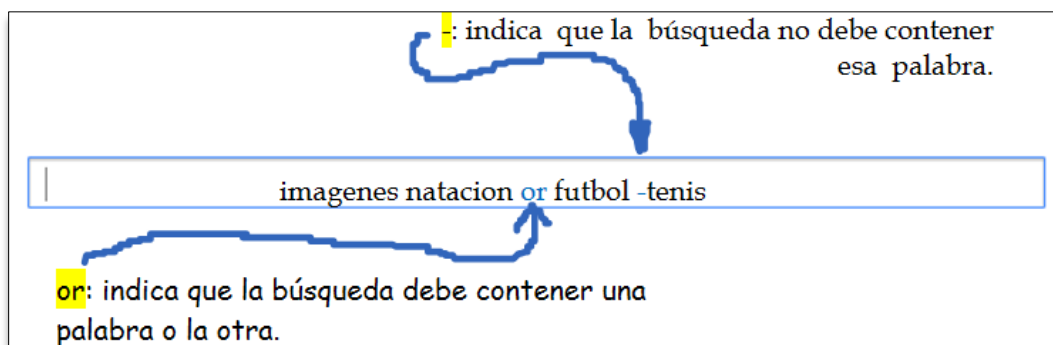 -: indica que la búsqueda no debe contener
esa palabra.
imagenes natacion or futbol -tenis
or: indica que la búsqueda debe contener una
palabra o la otra.